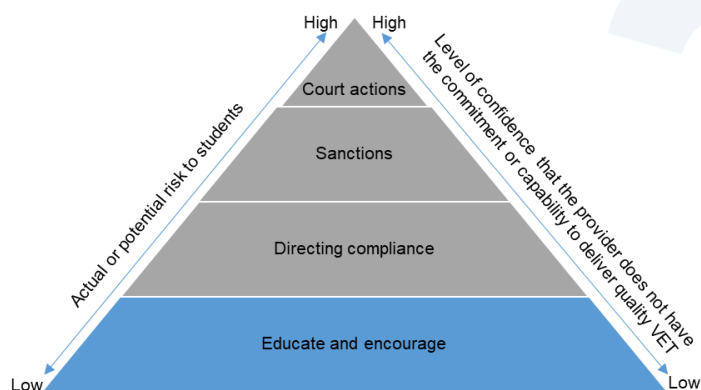 High
High
Court actions
Sanctions
Directing compliance
Educate and encourage
Low
Low
Actual or potential risk to students
Level of confidence that the provider does not have
the commitment or capability to deliver quality VET